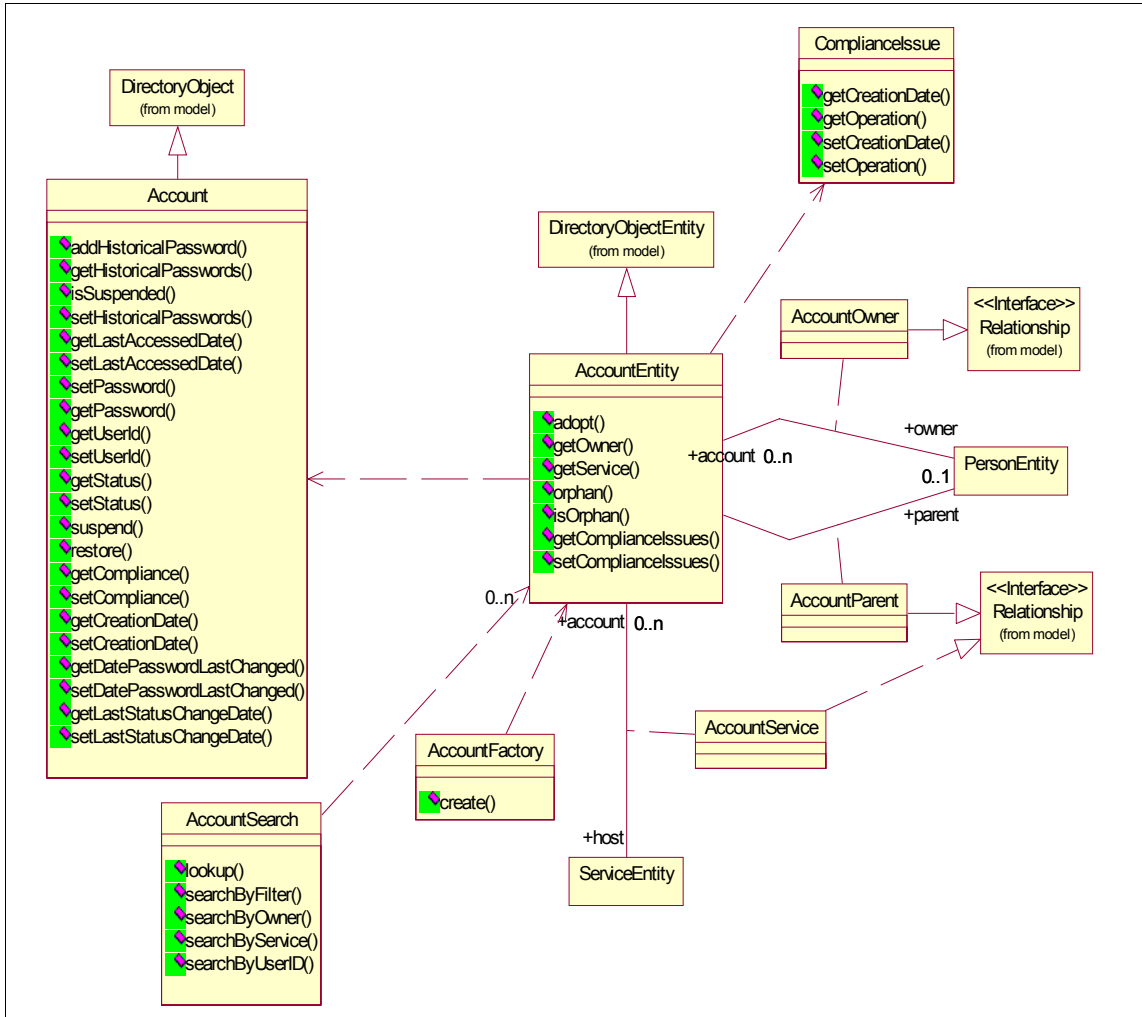 ComplianceIssue
getCreationDate()
getOperation()
setCreationDate()
setOperation()
DirectoryObject
(from model)
Account
addHistoricalPassword()
getHistoricalPasswords()
isSuspended()
setHistoricalPasswords()
getLastAccessedDate()
setLastAccessedDate()
setPassword()
getPassword()
getUserId()
setUserId()
getStatus()
setStatus()
suspend()
restore()
getCompliance()
setCompliance()
getCreationDate()
setCreationDate()
getDatePasswordLastChanged()
setDatePasswordLastChanged()
getLastStatusChangeDate()
setLastStatusChangeDate()
DirectoryObjectEntity
(from model)
AccountEntity
adopt()
getOwner()
getService()
orphan()
isOrphan()
getComplianceIssues()
setComplianceIssues()
AccountOwner
<<Interface>>
Relationship
(from model)
+owner
+account 0..n
0..1
PersonEntity
+parent
AccountParent
<<Interface>>
Relationship
(from model)
0..n
+account 0..n
AccountService
AccountFactory
create()
AccountSearch
lookup()
searchByFilter()
searchByOwner()
searchByService()
searchByUserID()
+host
ServiceEntity